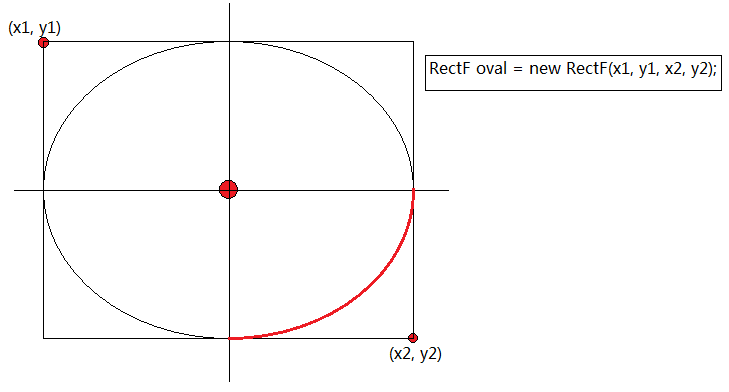 (x1, y1)
RectF oval = new RectF(x1, y1, x2, y2);
(x2, y2)